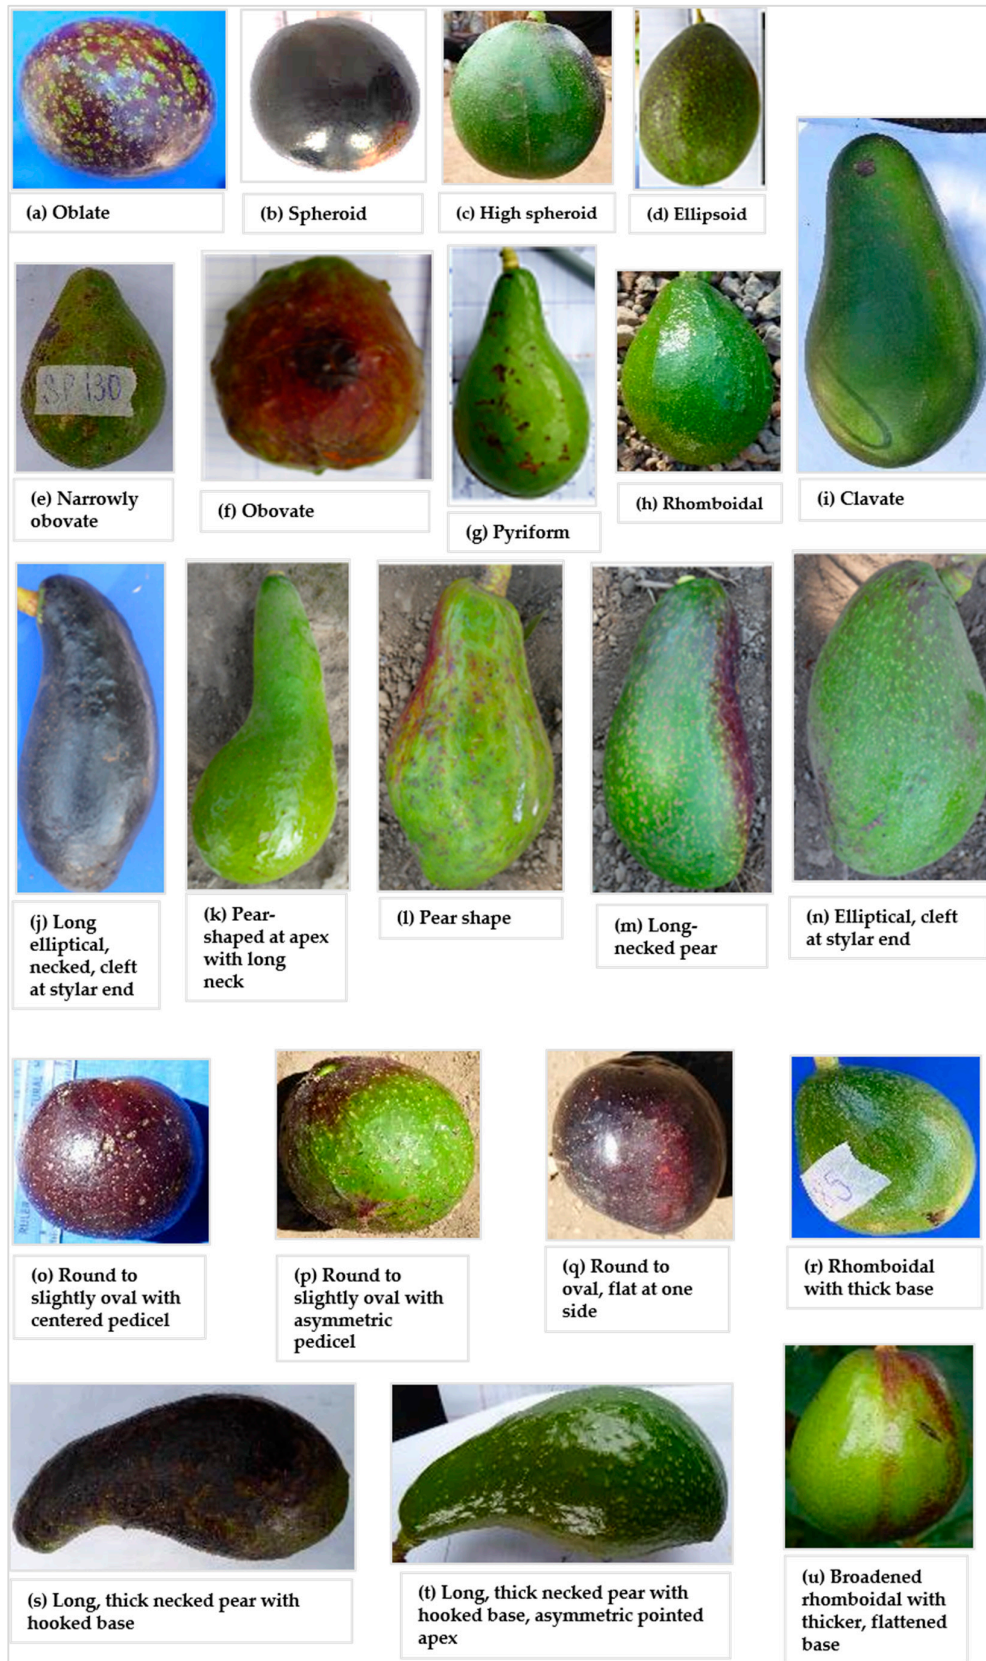 (a) Oblate
(b) Spheroid
(c) High spheroid
(d) Ellipsoid
SP 130
(e) Narrowly
obovate
(f) Obovate
(g) Pyriform
(h) Rhomboidal
(i) Clavate
(j) Long
elliptical,
necked, cleft
at stylar end
(k) Pear-
shaped at apex
with long
neck
(l) Pear shape
(m) Long-
necked pear
(n) Elliptical, cleft
at stylar end
(o) Round to
slightly oval with
centered pedicel
(p) Round to
slightly oval with
asymmetric
pedicel
(q) Round to
oval, flat at one
side
(r) Rhomboidal
with thick base
(s) Long, thick necked pear with
hooked base
(t) Long, thick necked pear with
hooked base, asymmetric pointed
apex
(u) Broadened
rhomboidal with
thicker, flattened
base